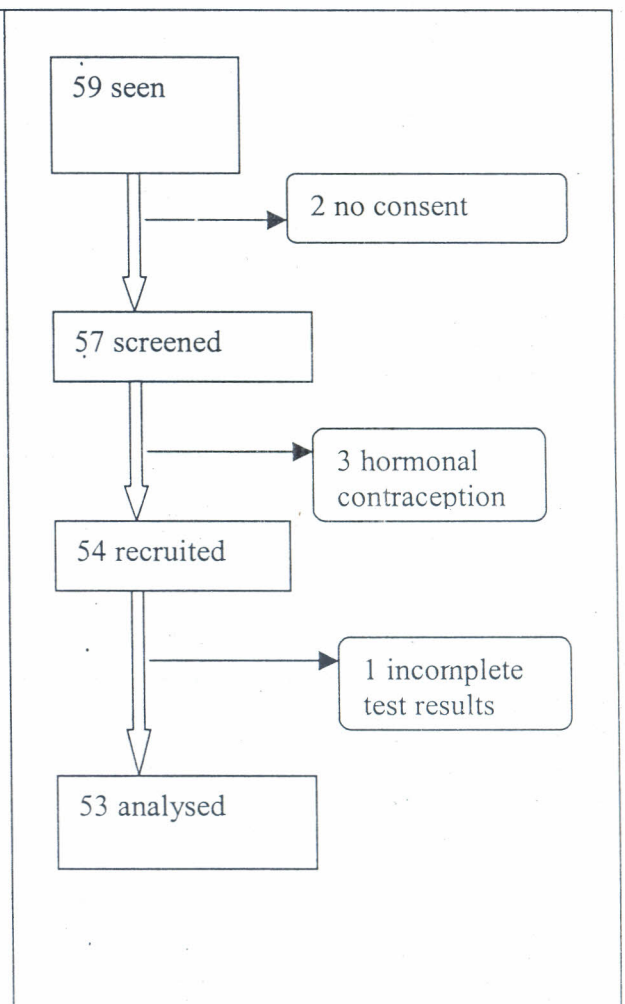 59 seen
2 no consent
57 screened
3 hormonal
contraception
54 recruited
1 incomplete
test results
53 analysed